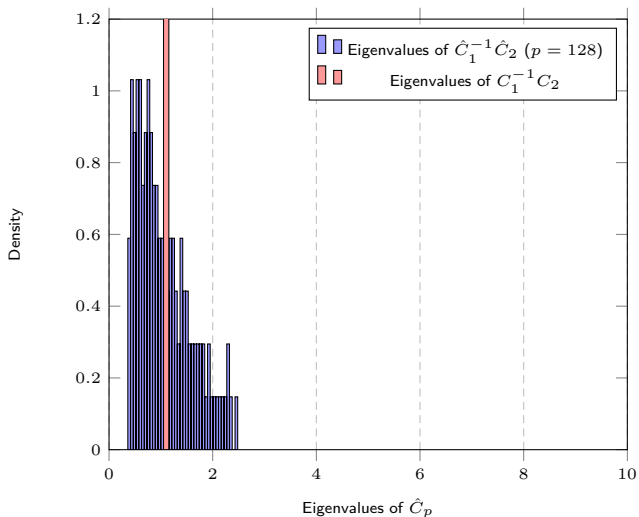 Eigenvalues of Ĉ₁⁻¹Ĉ₂ (p = 128)
Eigenvalues of C₁⁻¹C₂
1.2
1
0.8
0.6
0.4
0.2
0
Density
0 2 4 6 8 10
Eigenvalues of Ĉₚ